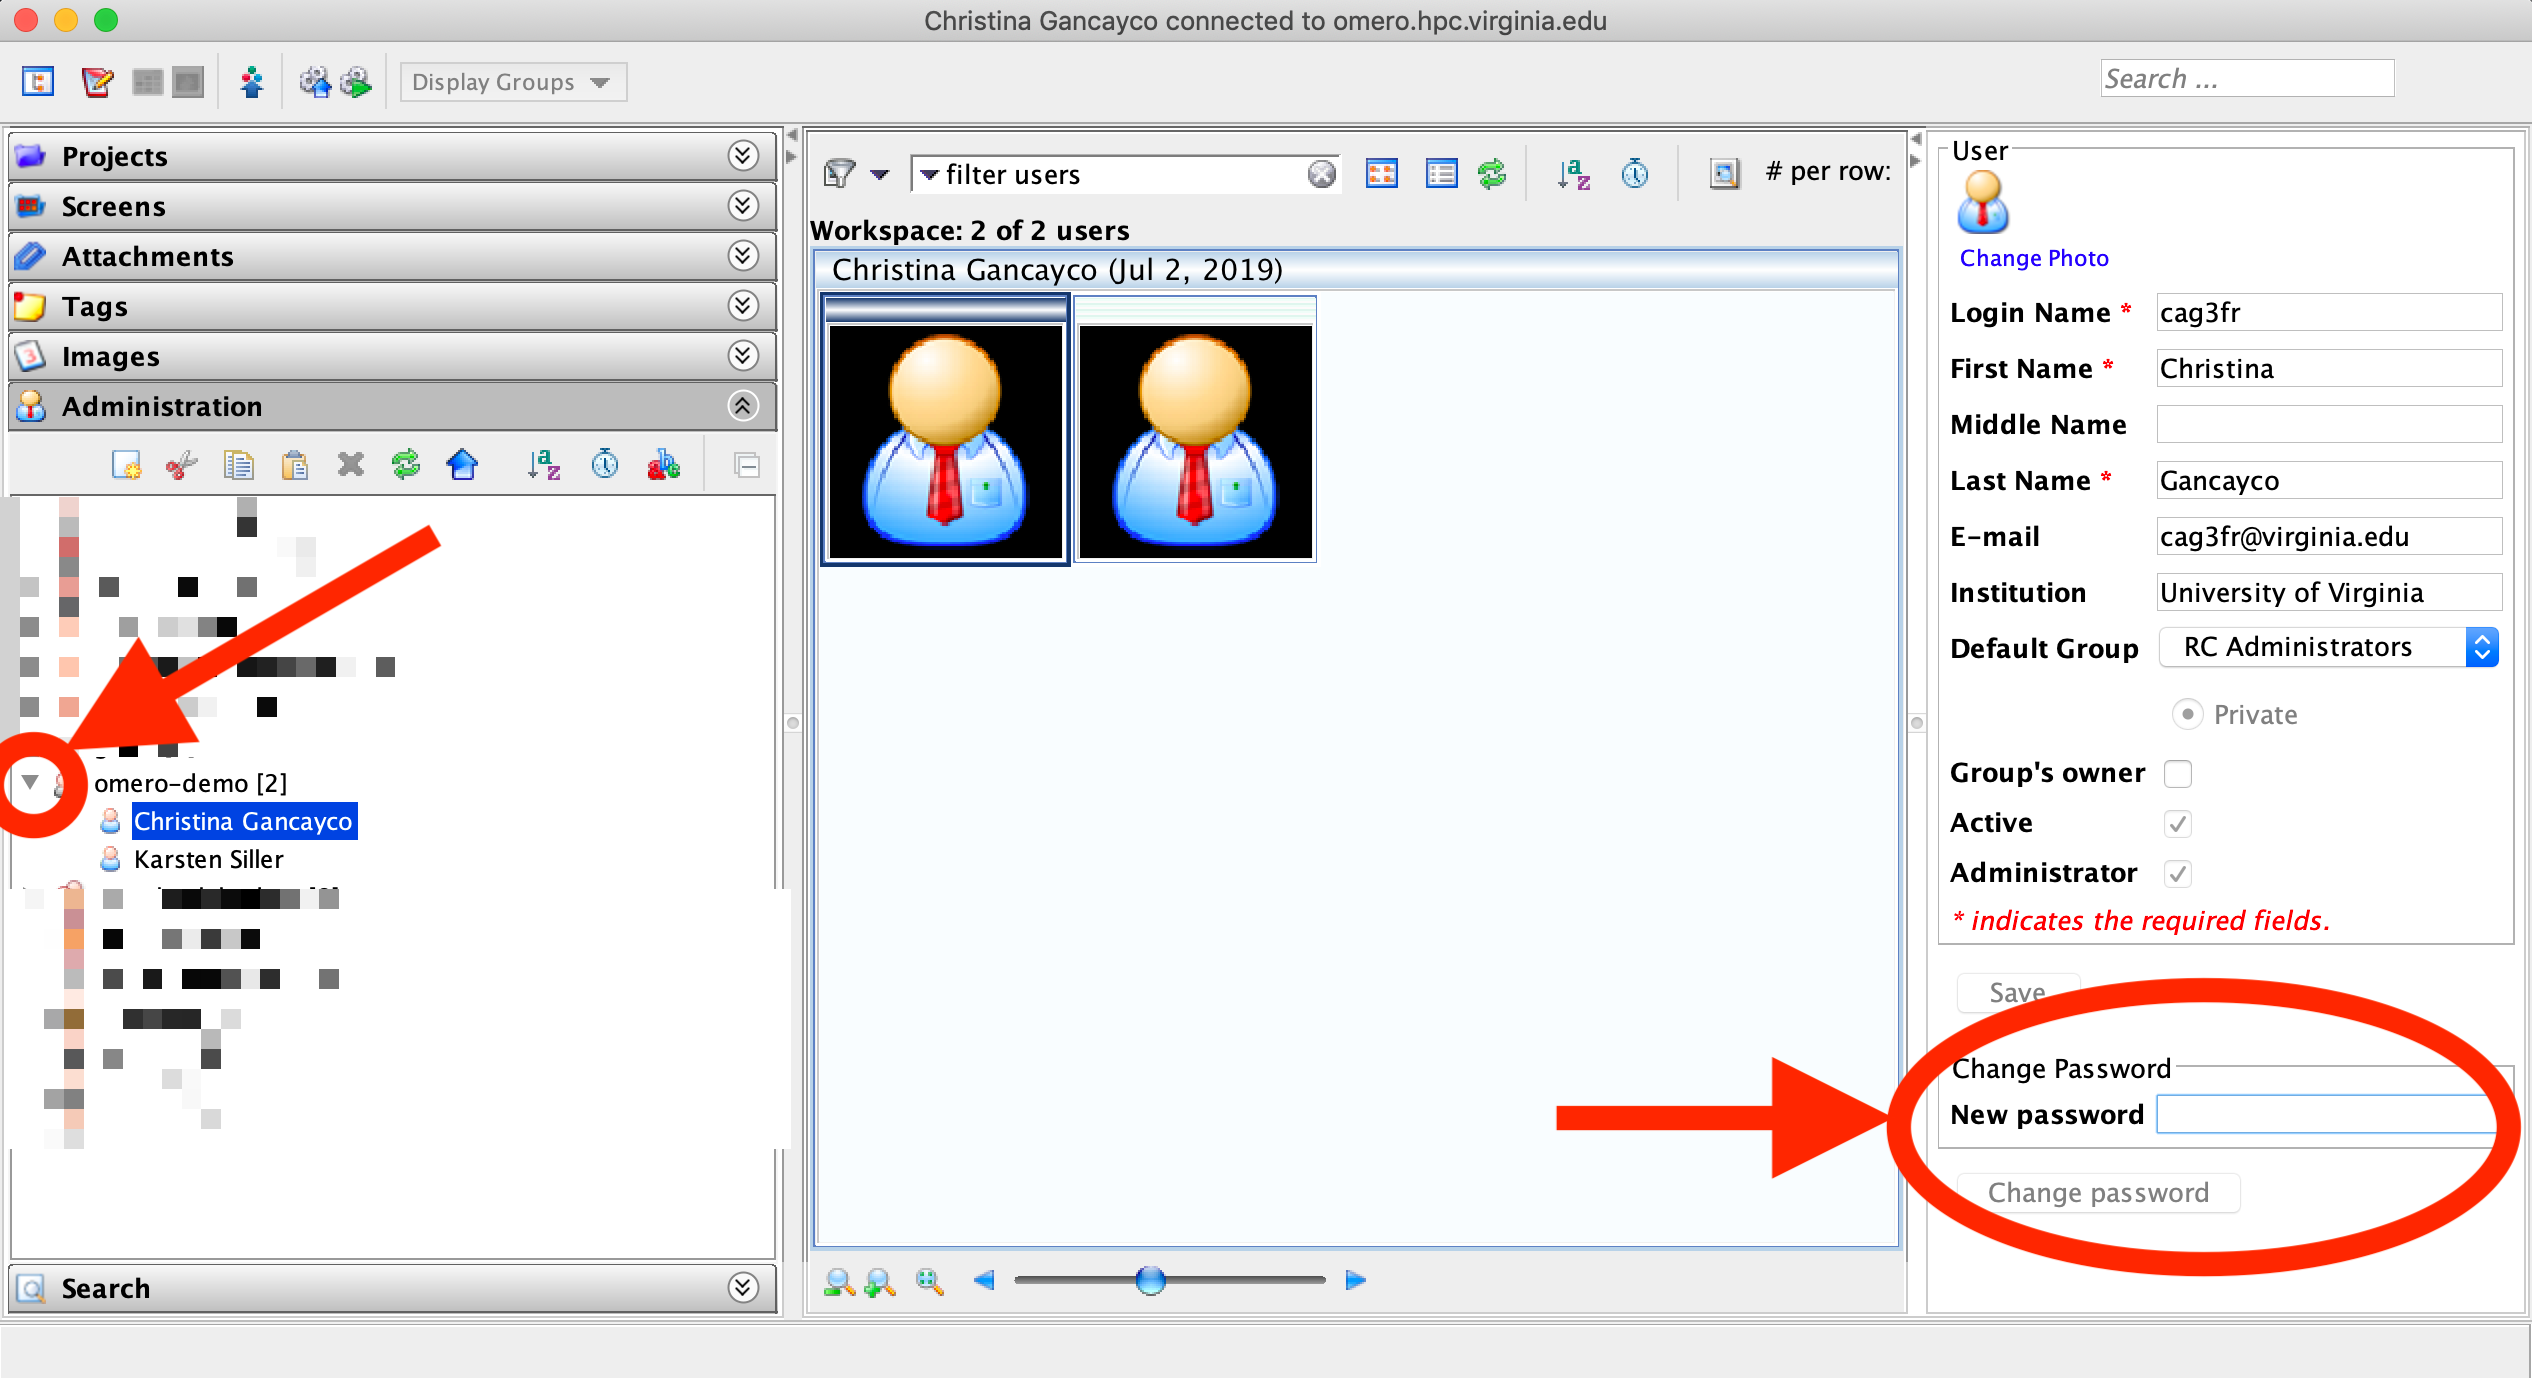 Christina Gancayco connected to omero.hpc.virginia.edu
Display Groups
Search ...
Projects
Screens
Attachments
Tags
Images
Administration
omero-demo [2]
Christina Gancayco
Karsten Siller
Search
filter users
# per row:
Workspace: 2 of 2 users
Christina Gancayco (Jul 2, 2019)
User
Change Photo
Login Name * cag3fr
First Name * Christina
Middle Name
Last Name * Gancayco
E-mail cag3fr@virginia.edu
Institution University of Virginia
Default Group RC Administrators
Private
Group's owner
Active
Administrator
* indicates the required fields.
Save
Change Password
New password
Change password